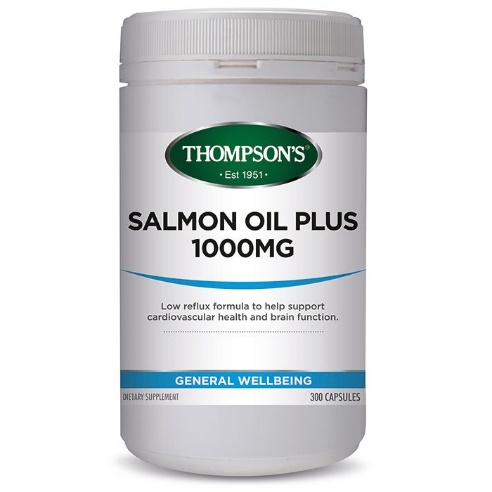 THOMPSON'S
• Est 1951 •
SALMON OIL PLUS
1000MG
Low reflux formula to help support
cardiovascular health and brain function.
GENERAL WELLBEING
DIETARY SUPPLEMENT 300 CAPSULES